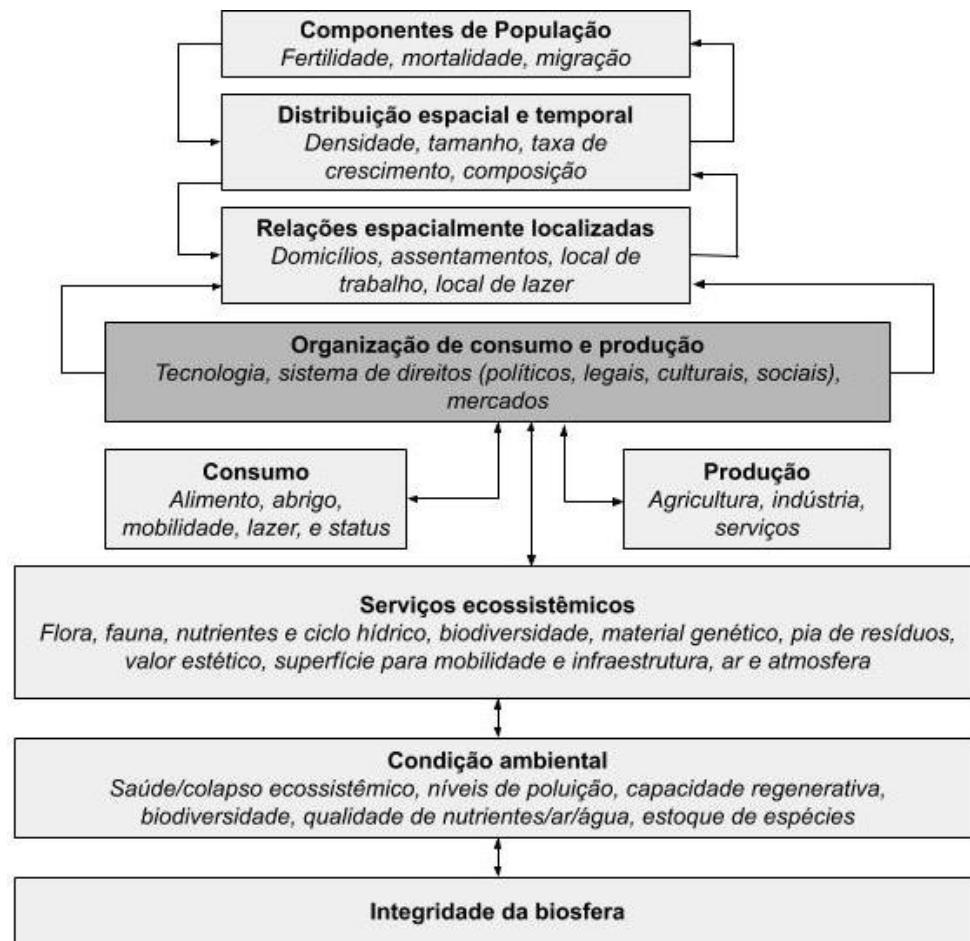 Componentes de População
Fertilidade, mortalidade, migração
Distribuição espacial e temporal
Densidade, tamanho, taxa de
crescimento, composição
Relações espacialmente localizadas
Domicílios, assentamentos, local de
trabalho, local de lazer
Organização de consumo e produção
Tecnologia, sistema de direitos (políticos, legais, culturais, sociais),
mercados
Consumo
Alimento, abrigo,
mobilidade, lazer, e status
Produção
Agricultura, indústria,
serviços
Serviços ecossistêmicos
Flora, fauna, nutrientes e ciclo hídrico, biodiversidade, material genético, pia de resíduos,
valor estético, superfície para mobilidade e infraestrutura, ar e atmosfera
Condição ambiental
Saúde/colapso ecossistêmico, níveis de poluição, capacidade regenerativa,
biodiversidade, qualidade de nutrientes/ar/água, estoque de espécies
Integridade da biosfera